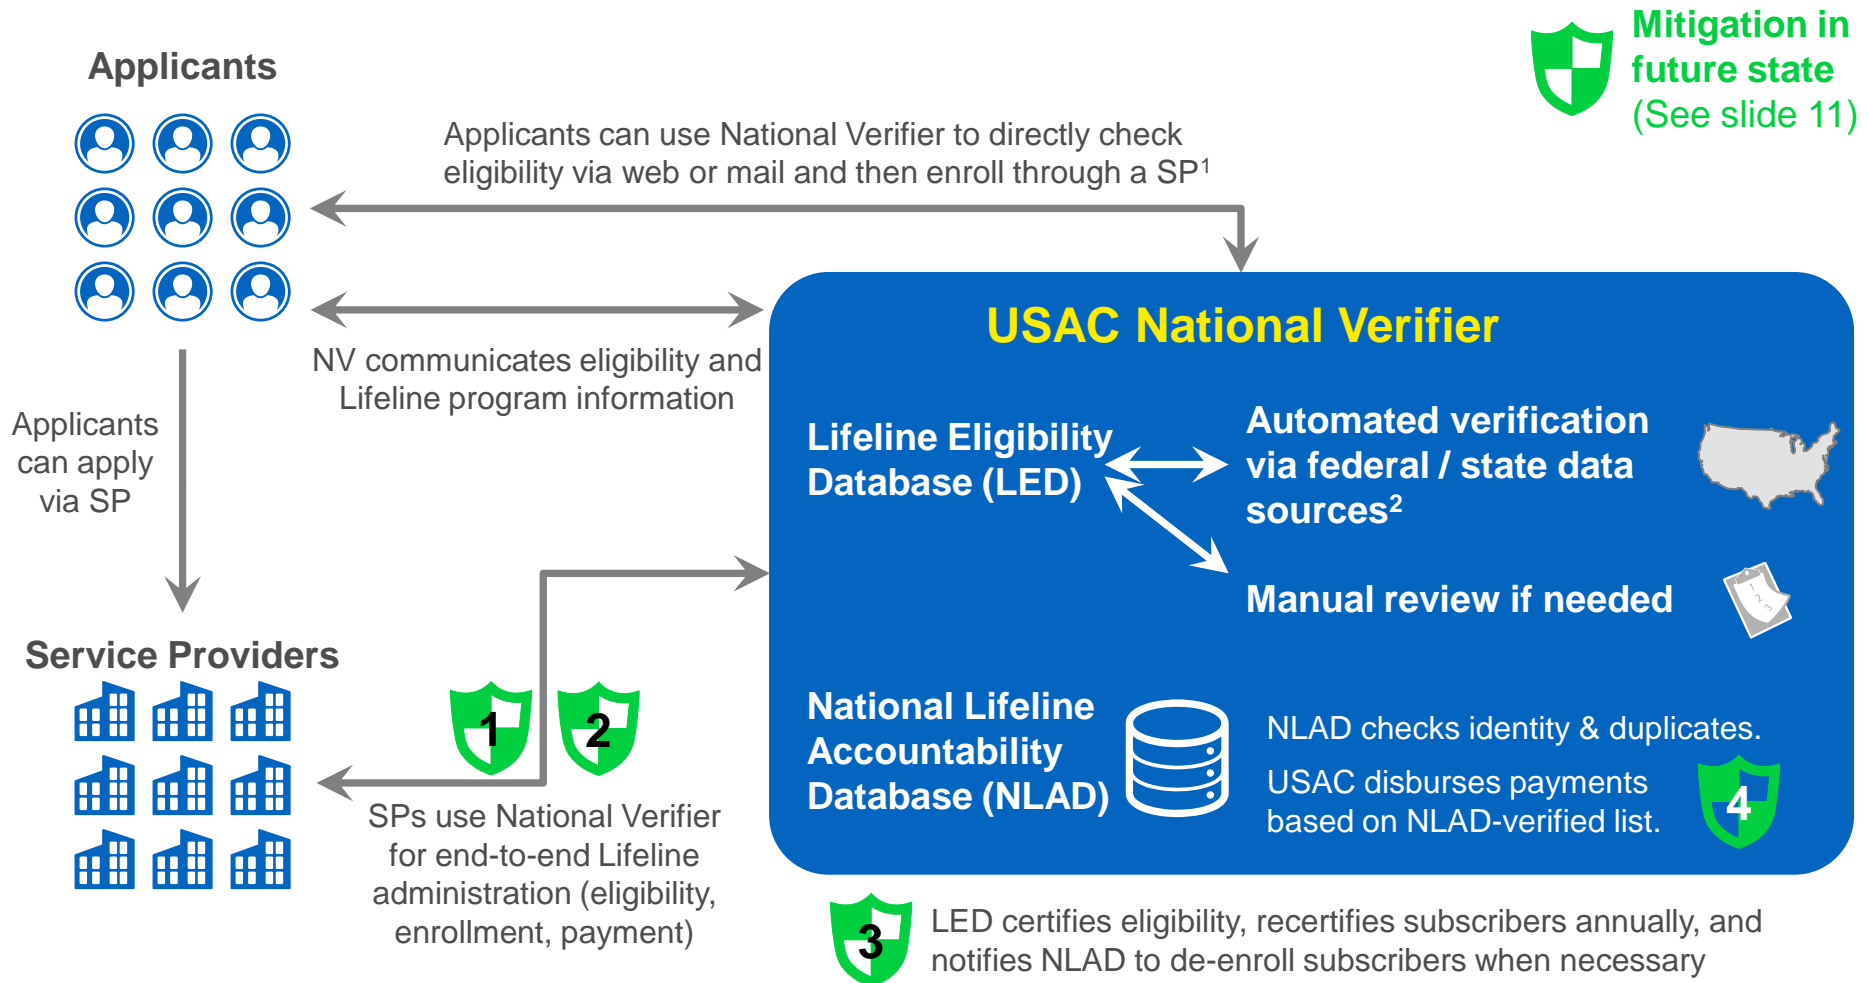 Mitigation in
future state
(See slide 11)
Applicants
Applicants can use National Verifier to directly check
eligibility via web or mail and then enroll through a SP1
NV communicates eligibility and
Lifeline program information
Applicants
can apply
via SP
USAC National Verifier
Lifeline Eligibility
Database (LED)
Automated verification
via federal / state data
sources2
Manual review if needed
1
2
3
Service Providers
1
2
SPs use National Verifier
for end-to-end Lifeline
administration (eligibility,
enrollment, payment)
National Lifeline
Accountability
Database (NLAD)
NLAD checks identity & duplicates.
USAC disburses payments
based on NLAD-verified list.
4
3
LED certifies eligibility, recertifies subscribers annually, and
notifies NLAD to de-enroll subscribers when necessary